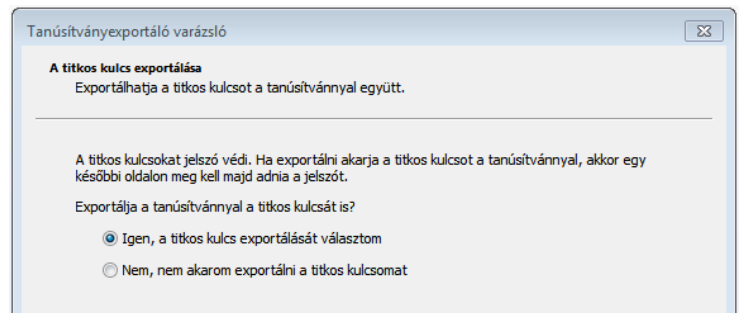 Tanúsítványexportáló varázsló
A titkos kulcs exportálása
Exportálhatja a titkos kulcsot a tanúsítvánnyal együtt.
A titkos kulcsokat jelszó védi. Ha exportálni akarja a titkos kulcsot a tanúsítvánnyal, akkor egy
későbbi oldalon meg kell majd adnia a jelszót.
Exportálja a tanúsítvánnyal a titkos kulcsát is?
Igen, a titkos kulcs exportálását választom
Nem, nem akarom exportálni a titkos kulcsomat